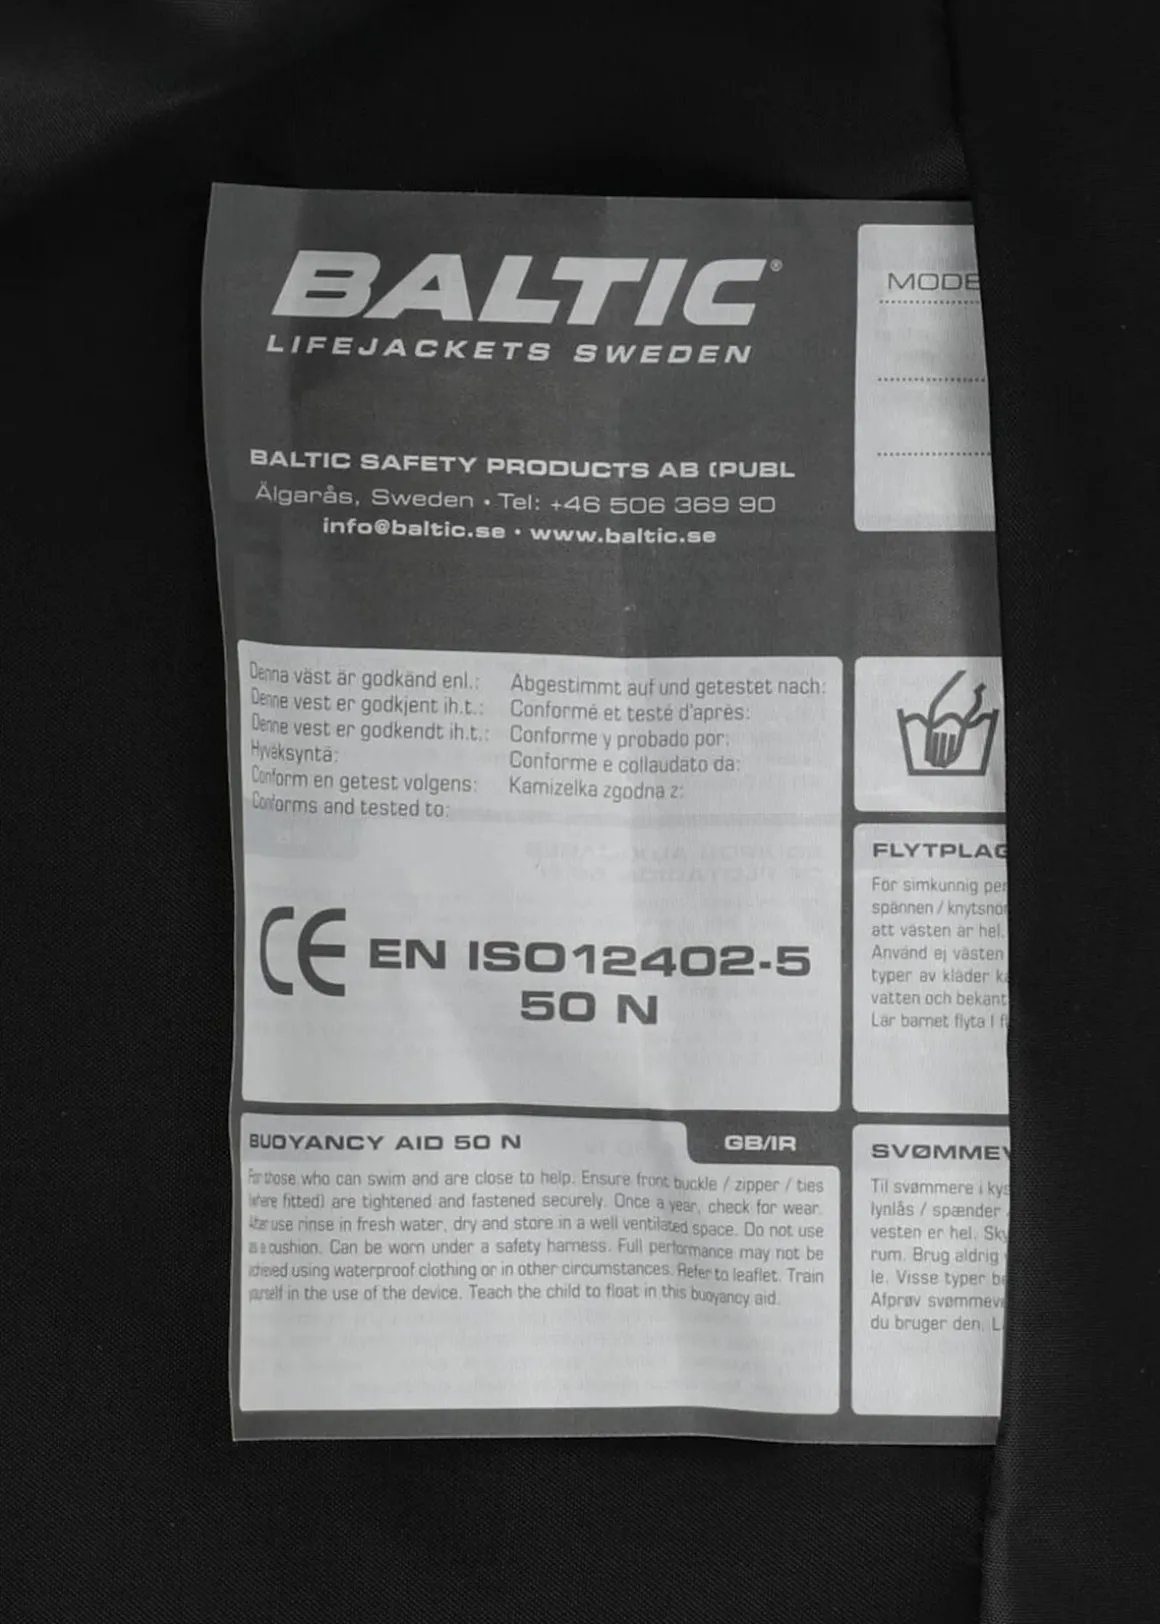 BALTIC®
LIFEJACKETS SWEDEN
BALTIC SAFETY PRODUCTS AB (PUBL
Älgarås, Sweden • Tel: +46 506 369 90
info@baltic.se • www.baltic.se
MODE
Denna väst är godkänd enl.:
Denne vest er godkjent ih.t.:
Denne vest er godkendt ih.t.:
Hyväksyntä:
Conform en getest volgens:
Conforms and tested to:
Abgestimmt auf und getestet nach:
Conformé et testé d'après:
Conforme y probado por:
Conforme e collaudato da:
Kamizelka zgodna z:
CE EN ISO12402-5
50 N
BUOYANCY AID 50 N
GB/IR
For those who can swim and are close to help. Ensure front buckle / zipper / ties
(where fitted) are tightened and fastened securely. Once a year, check for wear.
After use rinse in fresh water, dry and store in a well ventilated space. Do not use
as a cushion. Can be worn under a safety harness. Full performance may not be
achieved using waterproof clothing or in other circumstances. Refer to leaflet. Train
yourself in the use of the device. Teach the child to float in this buoyancy aid.
FLYTPLAG
För simkunnig per
spännen / knytsnör
att västen är hel.
Använd ej västen
typer av kläder ka
vatten och bekant
Lär barnet flyta i fl
SVØMMEV
Til svømmere i kys
lynlås / spænder
vesten er hel. Sky
rum. Brug aldrig
le. Visse typer be
Afprøv svømmeve
du bruger den. L